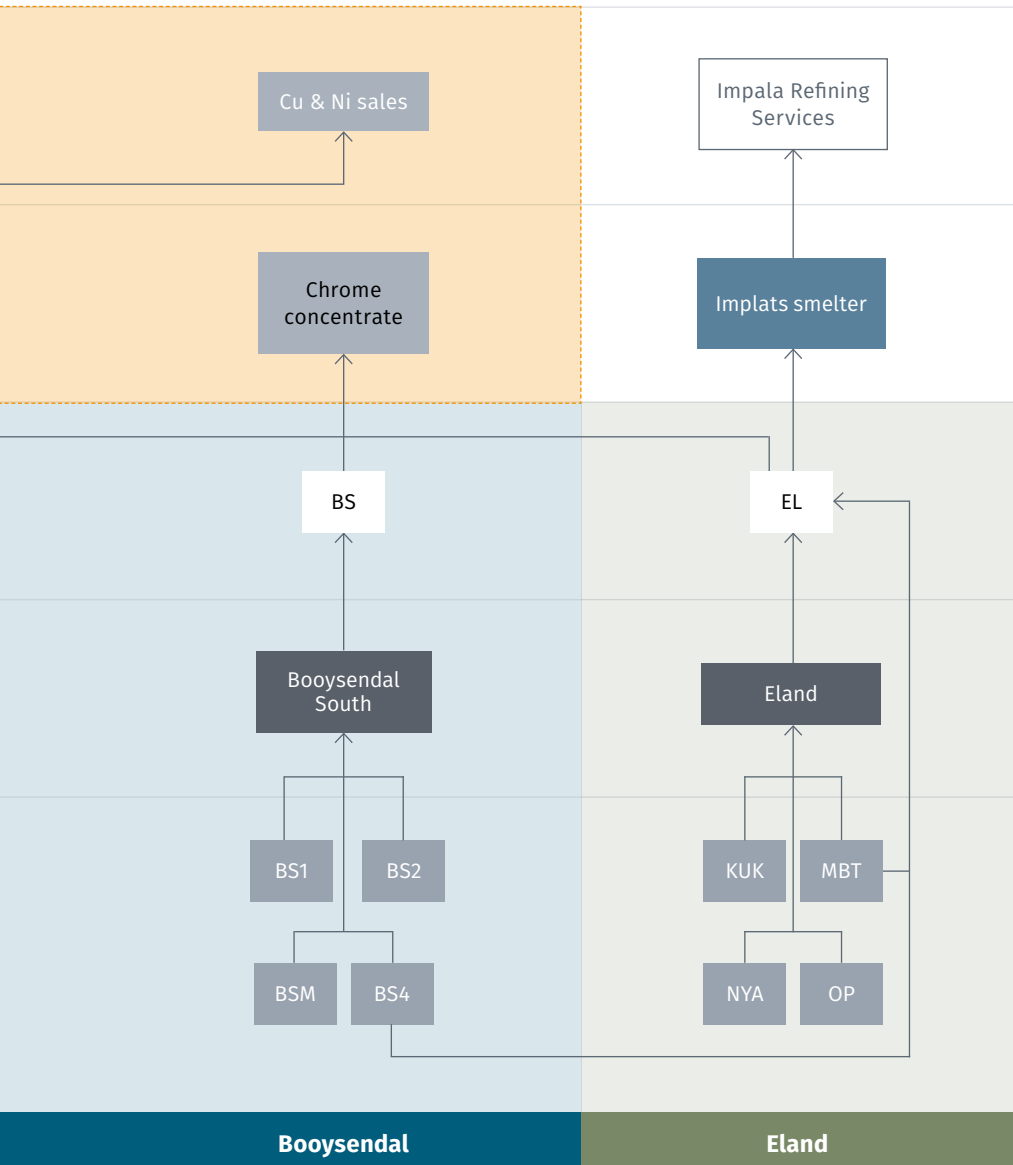 Cu & Ni sales
Impala Refining
Services
Chrome
concentrate
Implats smelter
BS
EL
Booysendal
South
Eland
BS1
BS2
KUK
MBT
BSM
BS4
NYA
OP
Booysendal
Eland